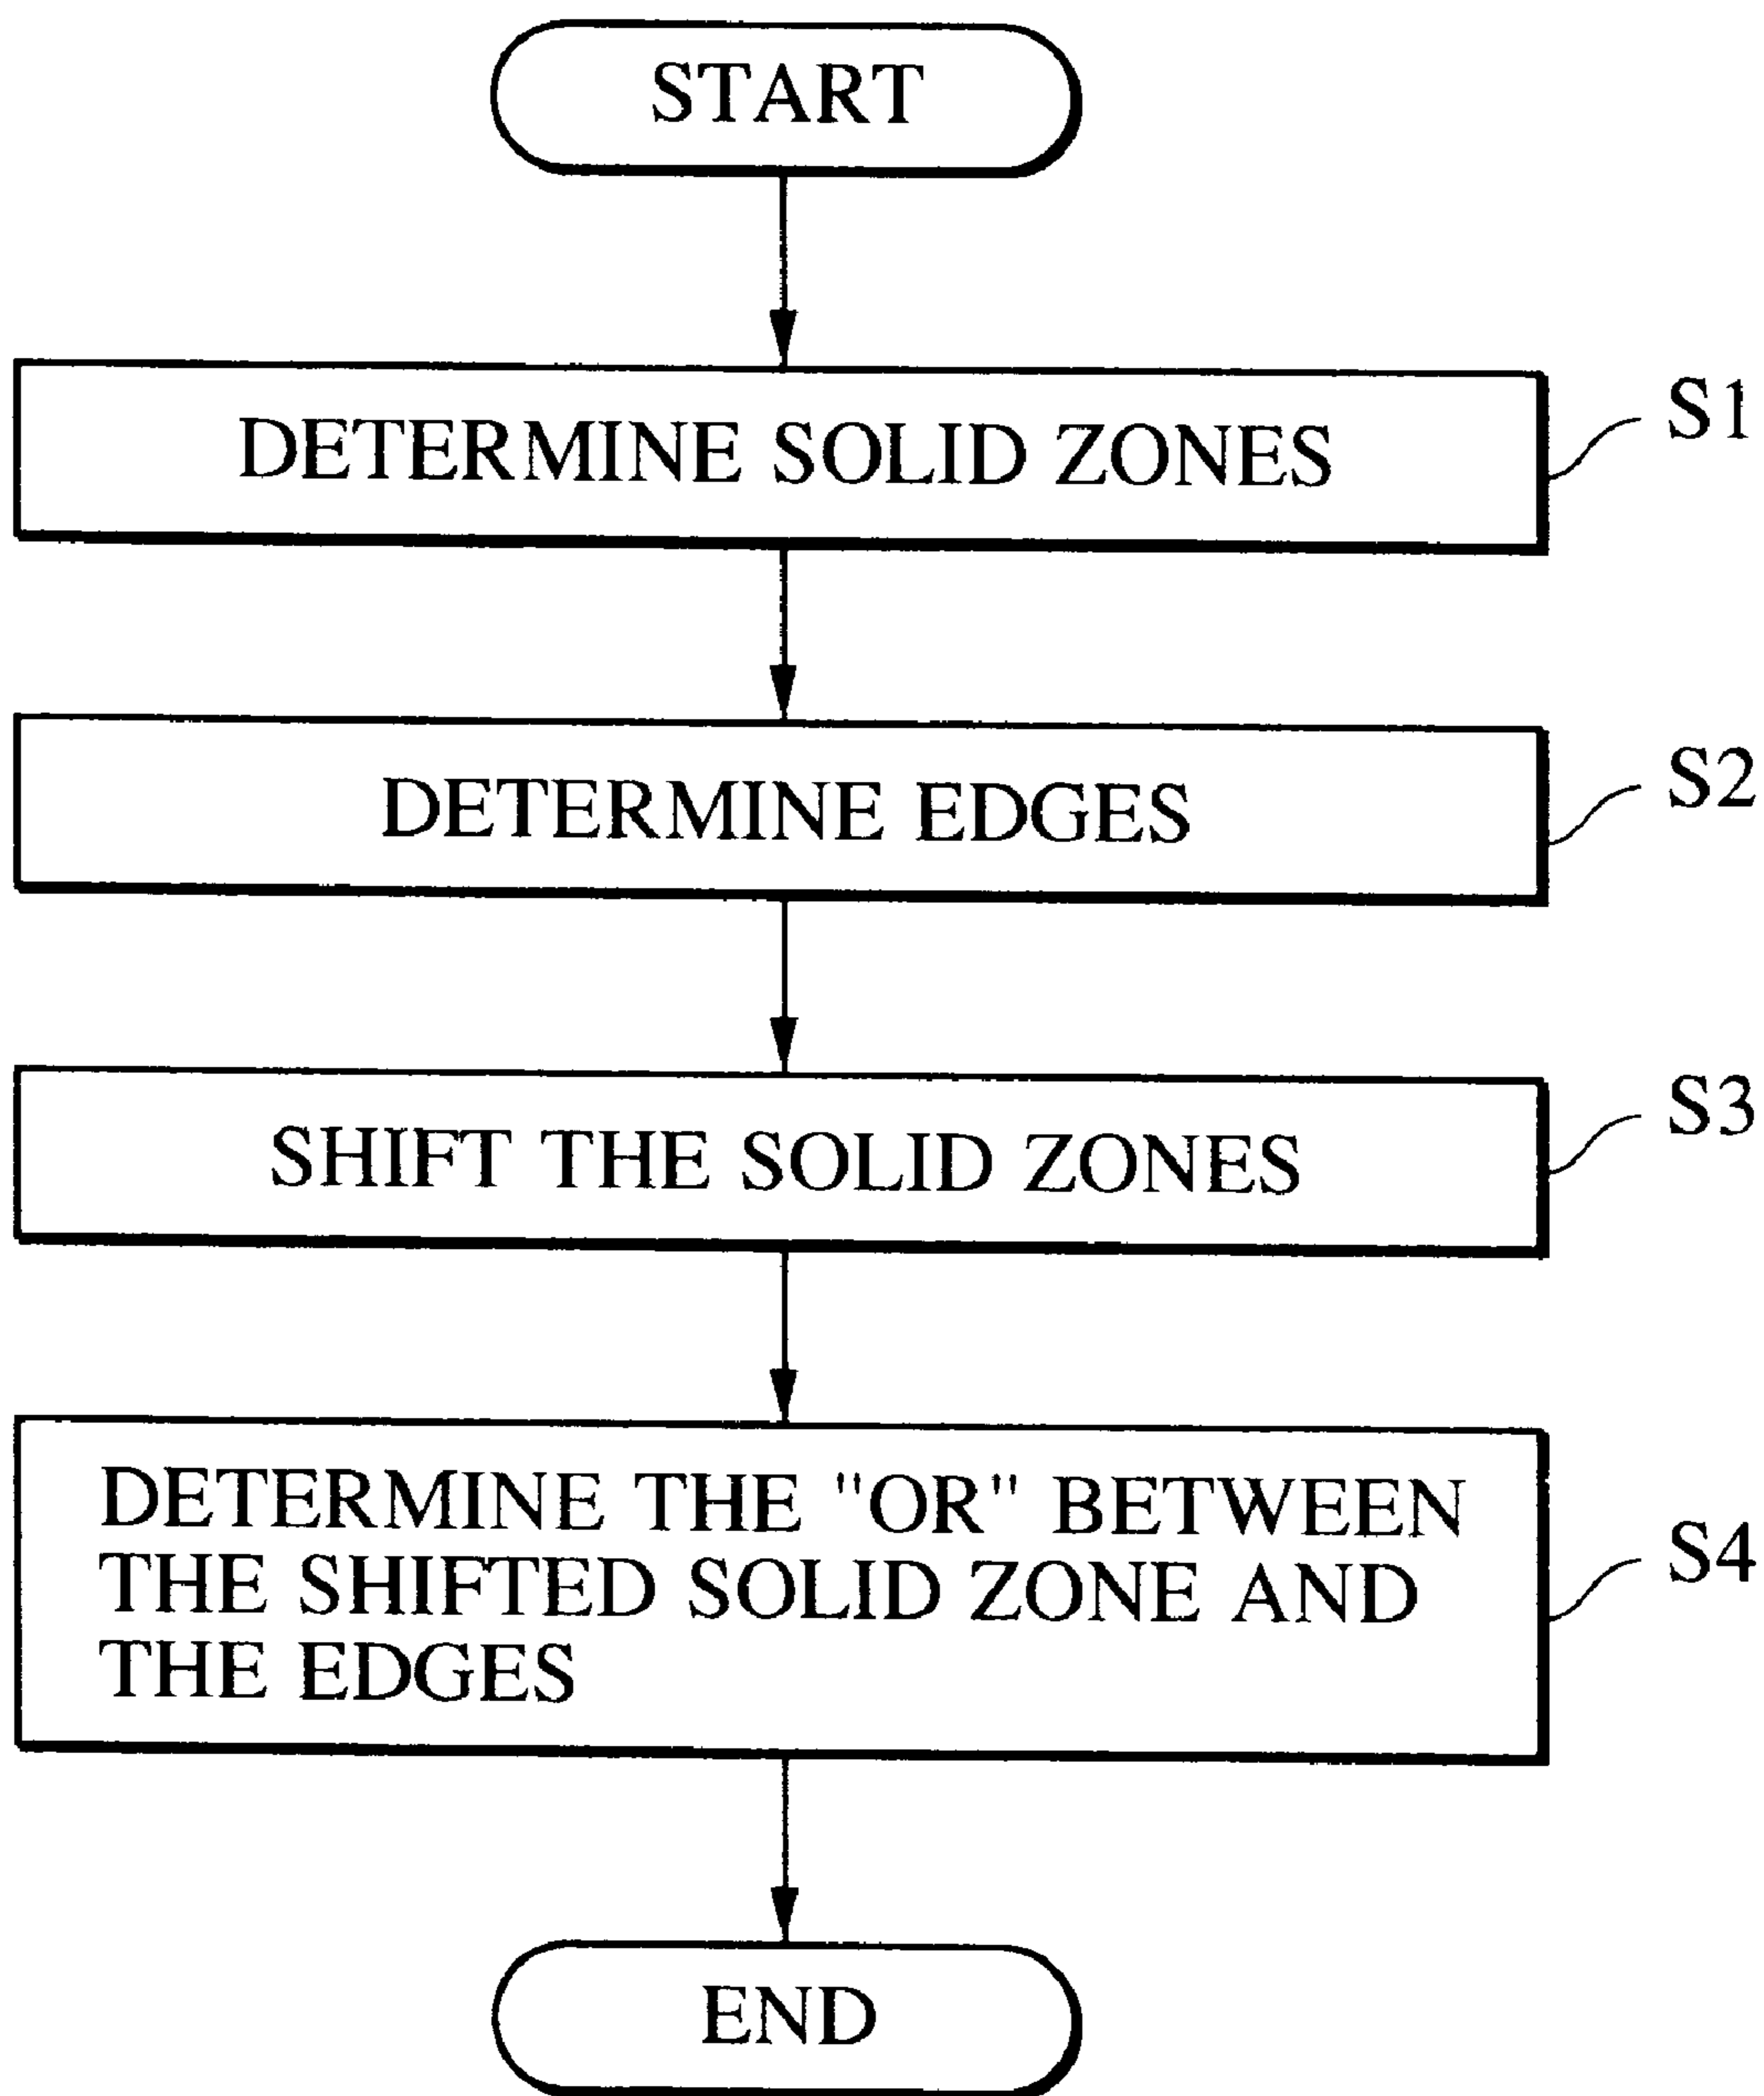 START
DETERMINE SOLID ZONES
S1
DETERMINE EDGES
S2
SHIFT THE SOLID ZONES
S3
DETERMINE THE "OR" BETWEEN
THE SHIFTED SOLID ZONE AND
THE EDGES
S4
END